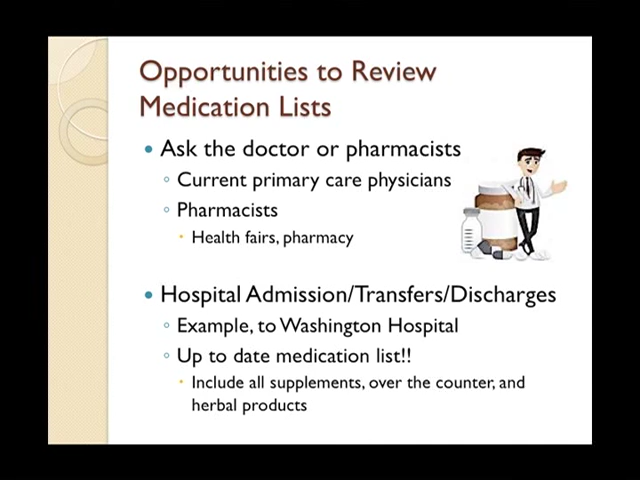 Opportunities to Review
Medication Lists
Ask the doctor or pharmacists
Current primary care physicians
Pharmacists
Health fairs, pharmacy
Hospital Admission/Transfers/Discharges
Example, to Washington Hospital
Up to date medication list!!
Include all supplements, over the counter, and
herbal products